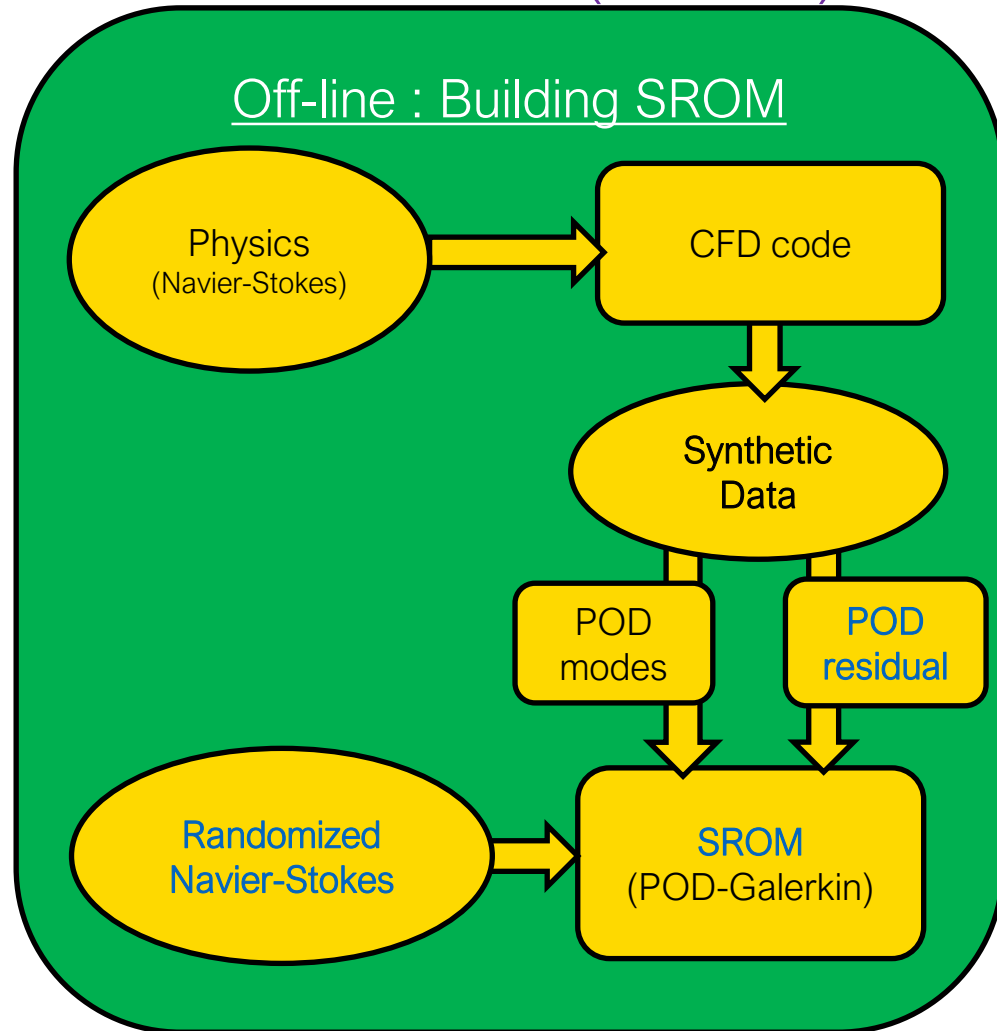 Off-line : Building SROM
Physics
(Navier-Stokes)
CFD code
Synthetic
Data
POD
modes
POD
residual
Randomized
Navier-Stokes
SROM
(POD-Galerkin)